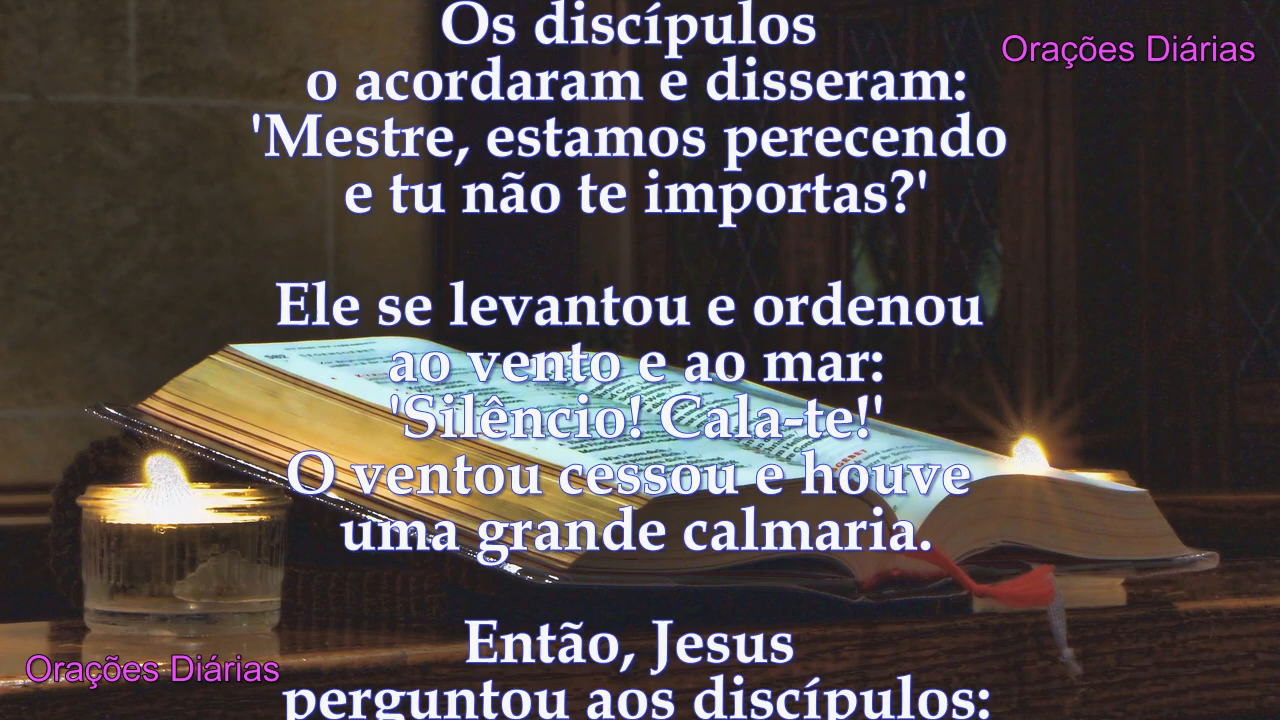 Os discípulos
Orações Diárias
o acordaram e disseram:
'Mestre, estamos perecendo
e tu não te importas?'
Ele se levantou e ordenou
ao vento e ao mar:
'Silêncio! Cala-te!'
O ventou cessou e houve
uma grande calmaria.
Então, Jesus
Orações Diárias
perguntou aos discípulos: